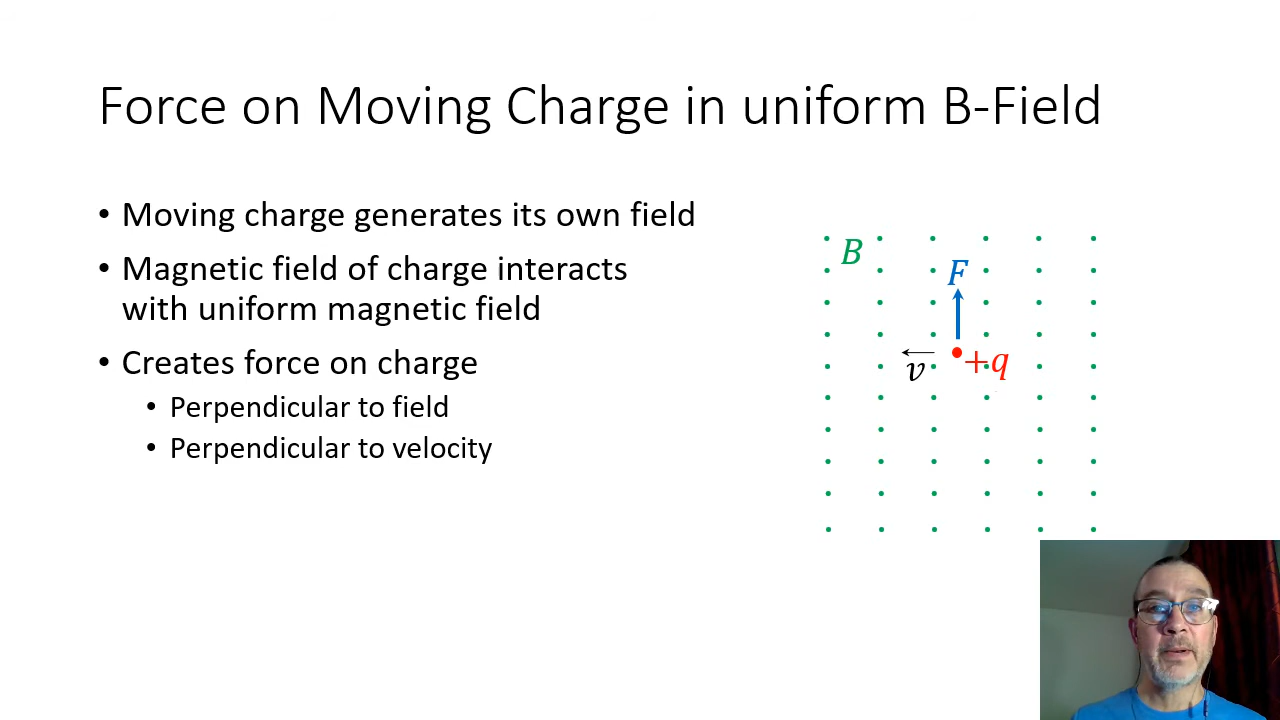 Force on Moving Charge in uniform B-Field
• Moving charge generates its own field
• Magnetic field of charge interacts
with uniform magnetic field
• Creates force on charge
• Perpendicular to field
• Perpendicular to velocity
B
F
v
+q